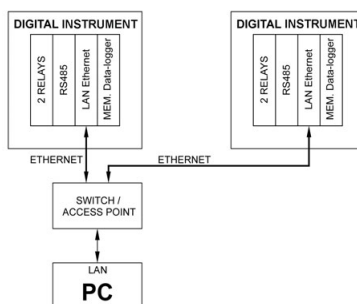 DIGITAL INSTRUMENT
2 RELAYS
RS485
LAN Ethernet
MEM. Data-logger
DIGITAL INSTRUMENT
2 RELAYS
RS485
LAN Ethernet
MEM. Data-logger
ETHERNET
ETHERNET
SWITCH /
ACCESS POINT
LAN
PC